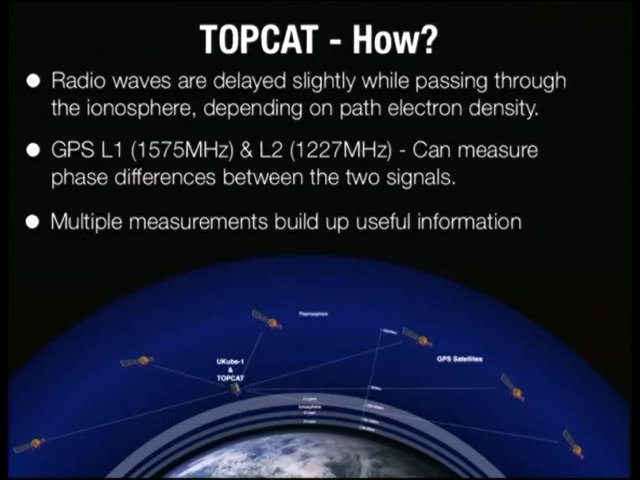 TOPCAT - How?
Radio waves are delayed slightly while passing through
the ionosphere, depending on path electron density.
GPS L1 (1575MHz) & L2 (1227MHz) - Can measure
phase differences between the two signals.
Multiple measurements build up useful information
Plasmasphere
UKube-1
&
TOPCAT
GPS Satellites
Ionosphere